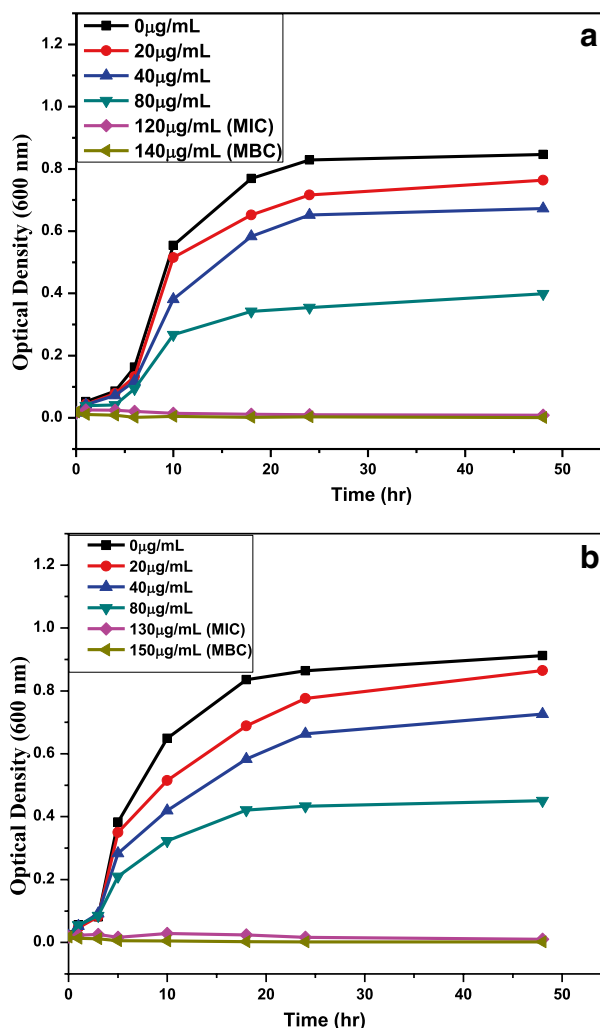 a
0μg/mL
20μg/mL
40μg/mL
80μg/mL
120μg/mL (MIC)
140μg/mL (MBC)
1.2
1.0
0.8
0.6
0.4
0.2
0.0
Optical Density (600 nm)
0 10 20 30 40 50
Time (hr)
b
0μg/mL
20μg/mL
40μg/mL
80μg/mL
130μg/mL (MIC)
150μg/mL (MBC)
1.2
1.0
0.8
0.6
0.4
0.2
0.0
Optical Density (600 nm)
0 10 20 30 40 50
Time (hr)